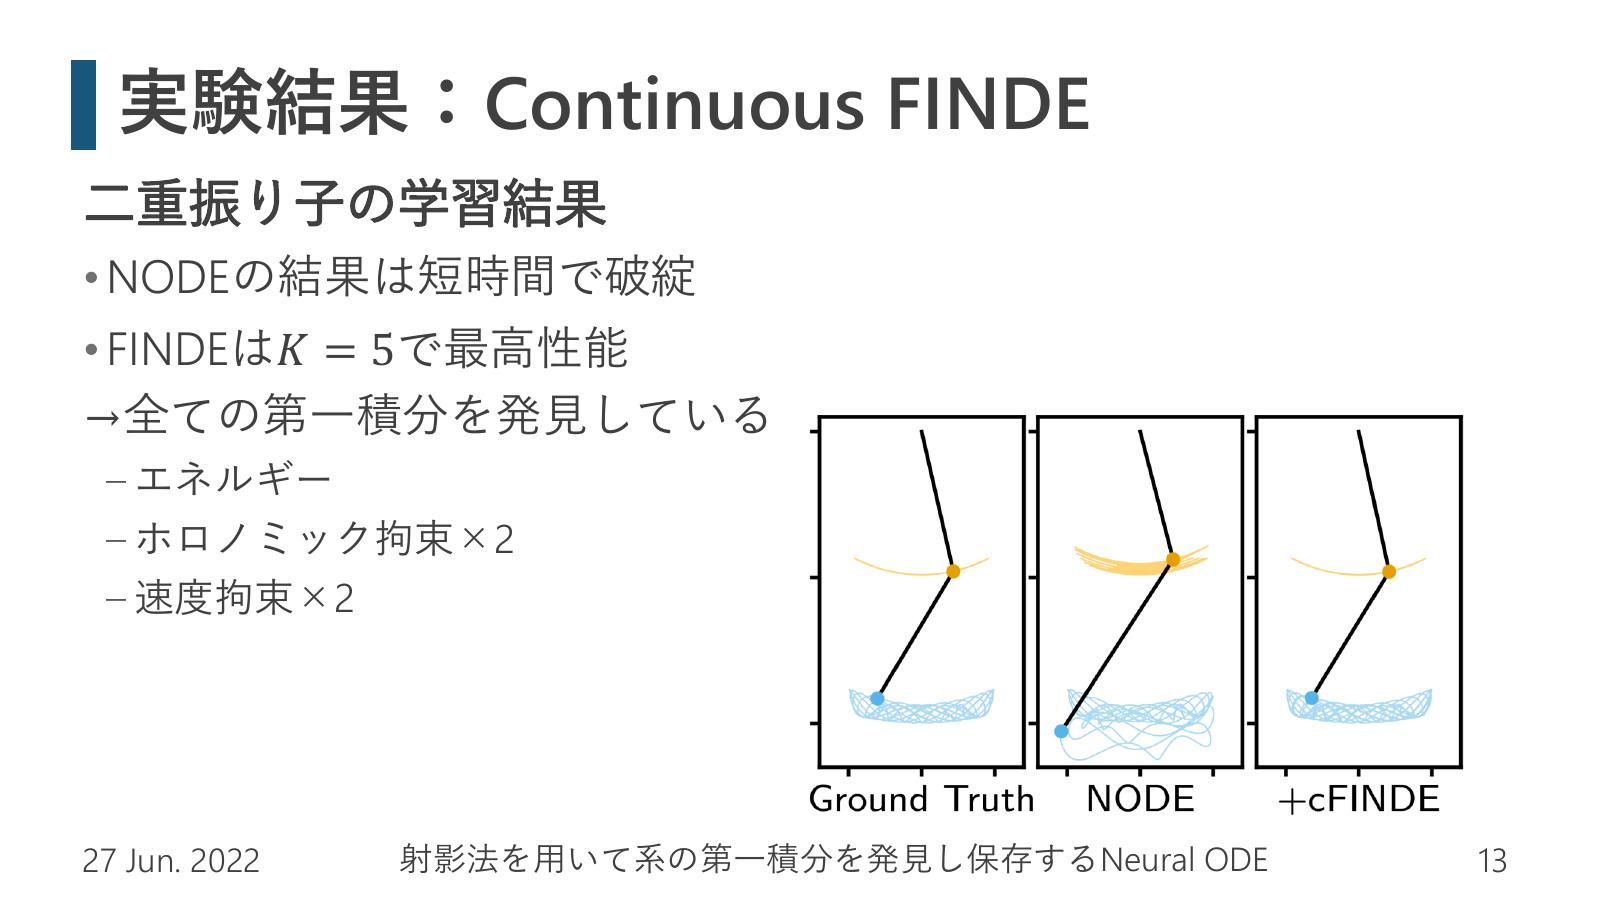 実験結果：Continuous FINDE
二重振り子の学習結果
•NODEの結果は短時間で破綻
•FINDEはK = 5で最高性能
→全ての第一積分を発見している
–エネルギー
–ホロノミック拘束×2
–速度拘束×2
Ground Truth
NODE
+cFINDE
27 Jun. 2022
射影法を用いて系の第一積分を発見し保存するNeural ODE
13